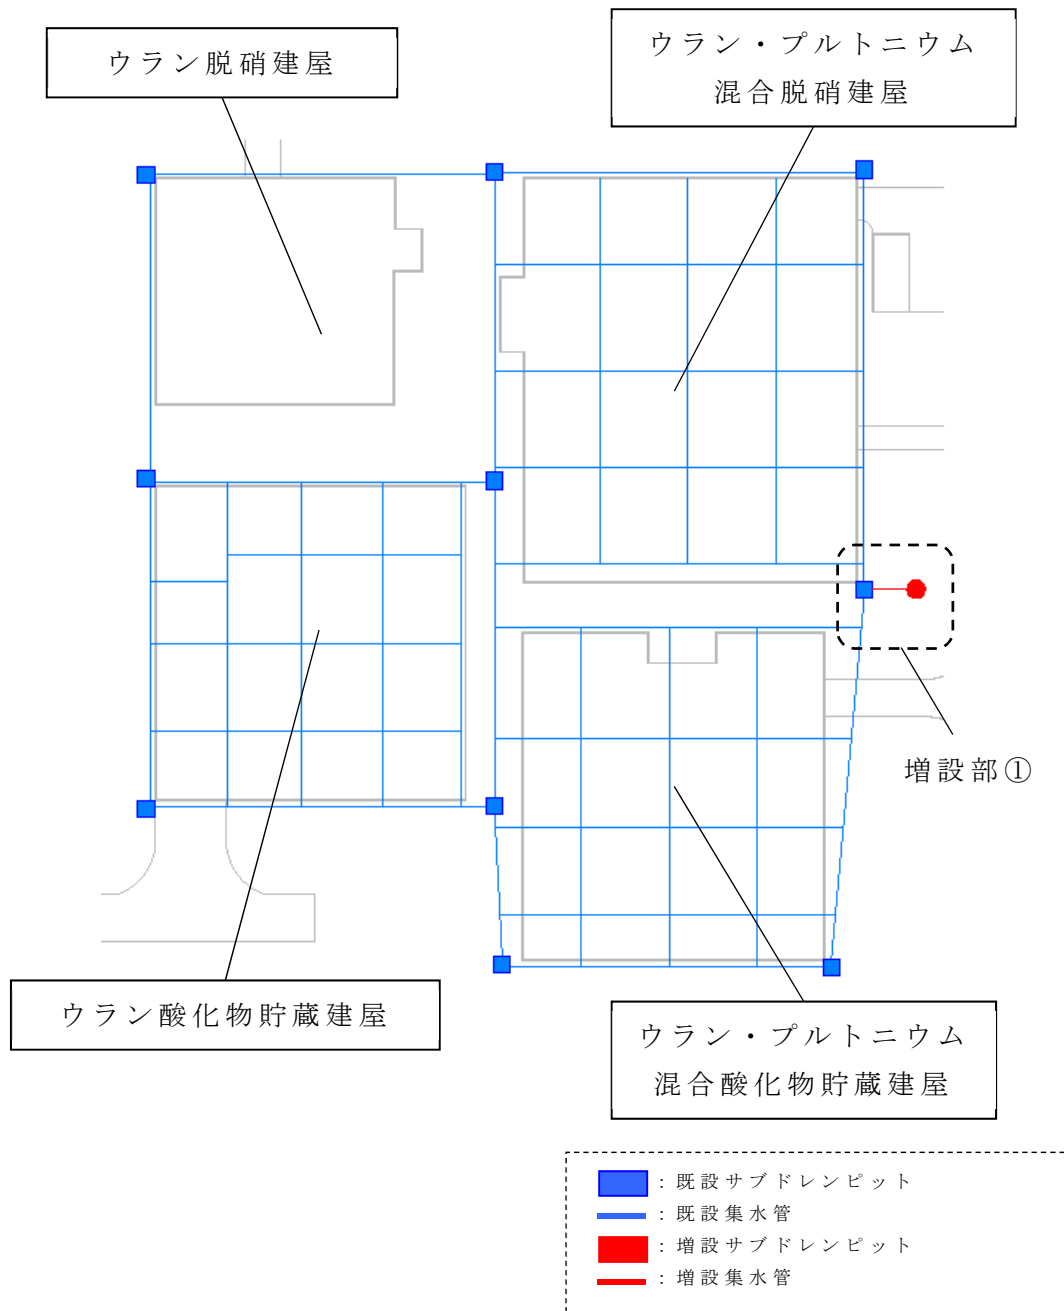 ウラン脱硝建屋
ウラン・プルトニウム
混合脱硝建屋
増設部①
ウラン酸化物貯蔵建屋
ウラン・プルトニウム
混合酸化物貯蔵建屋
：既設サブドレンピット
：既設集水管
：増設サブドレンピット
：増設集水管